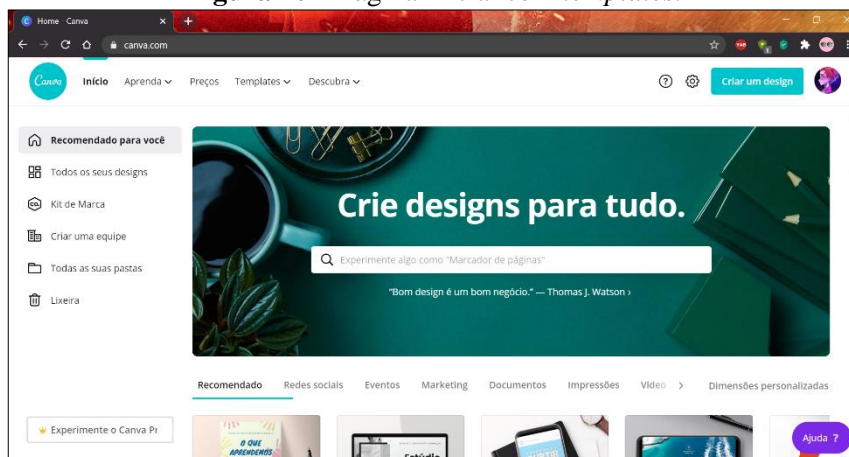 Home Canva
canva.com
Canva Início Aprenda Preços Templates Descubra Criar um design
Recomendado para você
Todos os seus designs
Kit de Marca
Criar uma equipe
Todas as suas pastas
Lixeira
Crie designs para tudo.
Experimente algo como "Marcador de páginas"
"Bom design é um bom negócio." — Thomas J. Watson ›
Recomendado Redes sociais Eventos Marketing Documentos Impressões Vídeo Dimensões personalizadas
Experimente o Canva Pr
O QUE
APRENDEMOS
Estúdio
Ajuda ?